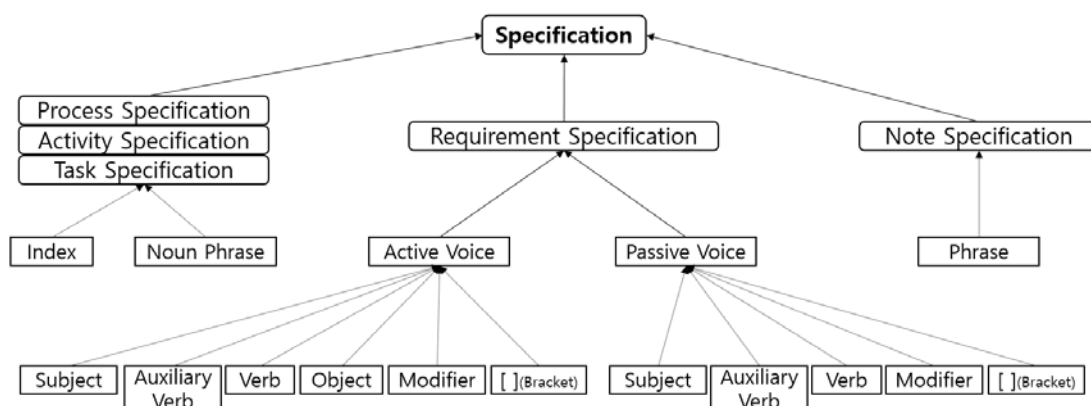 Specification
Process Specification
Activity Specification
Task Specification
Requirement Specification
Note Specification
Index
Noun Phrase
Active Voice
Passive Voice
Phrase
Subject
Auxiliary
Verb
Verb
Object
Modifier
[ ](Bracket)
Subject
Auxiliary
Verb
Verb
Modifier
[ ](Bracket)